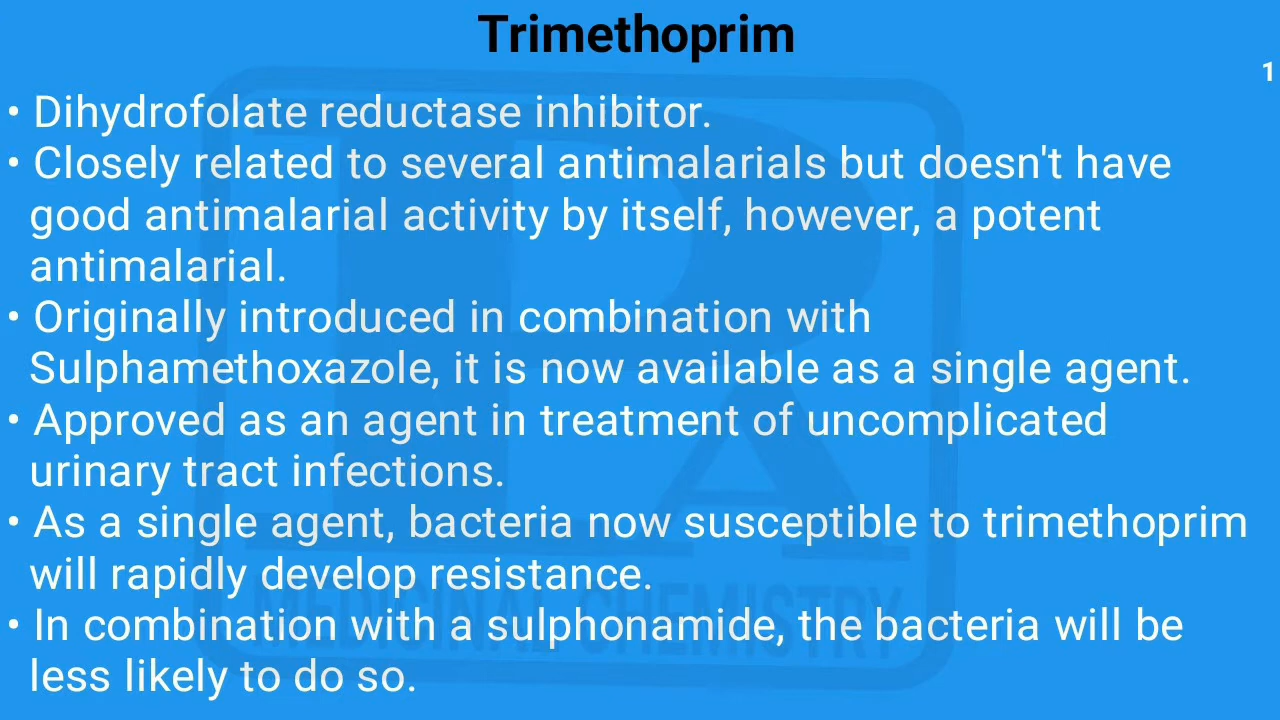 Trimethoprim
1
• Dihydrofolate reductase inhibitor.
• Closely related to several antimalarials but doesn't have
good antimalarial activity by itself, however, a potent
antimalarial.
• Originally introduced in combination with
Sulphamethoxazole, it is now available as a single agent.
• Approved as an agent in treatment of uncomplicated
urinary tract infections.
• As a single agent, bacteria now susceptible to trimethoprim
will rapidly develop resistance.
• In combination with a sulphonamide, the bacteria will be
less likely to do so.
MEDICINAL CHEMISTRY